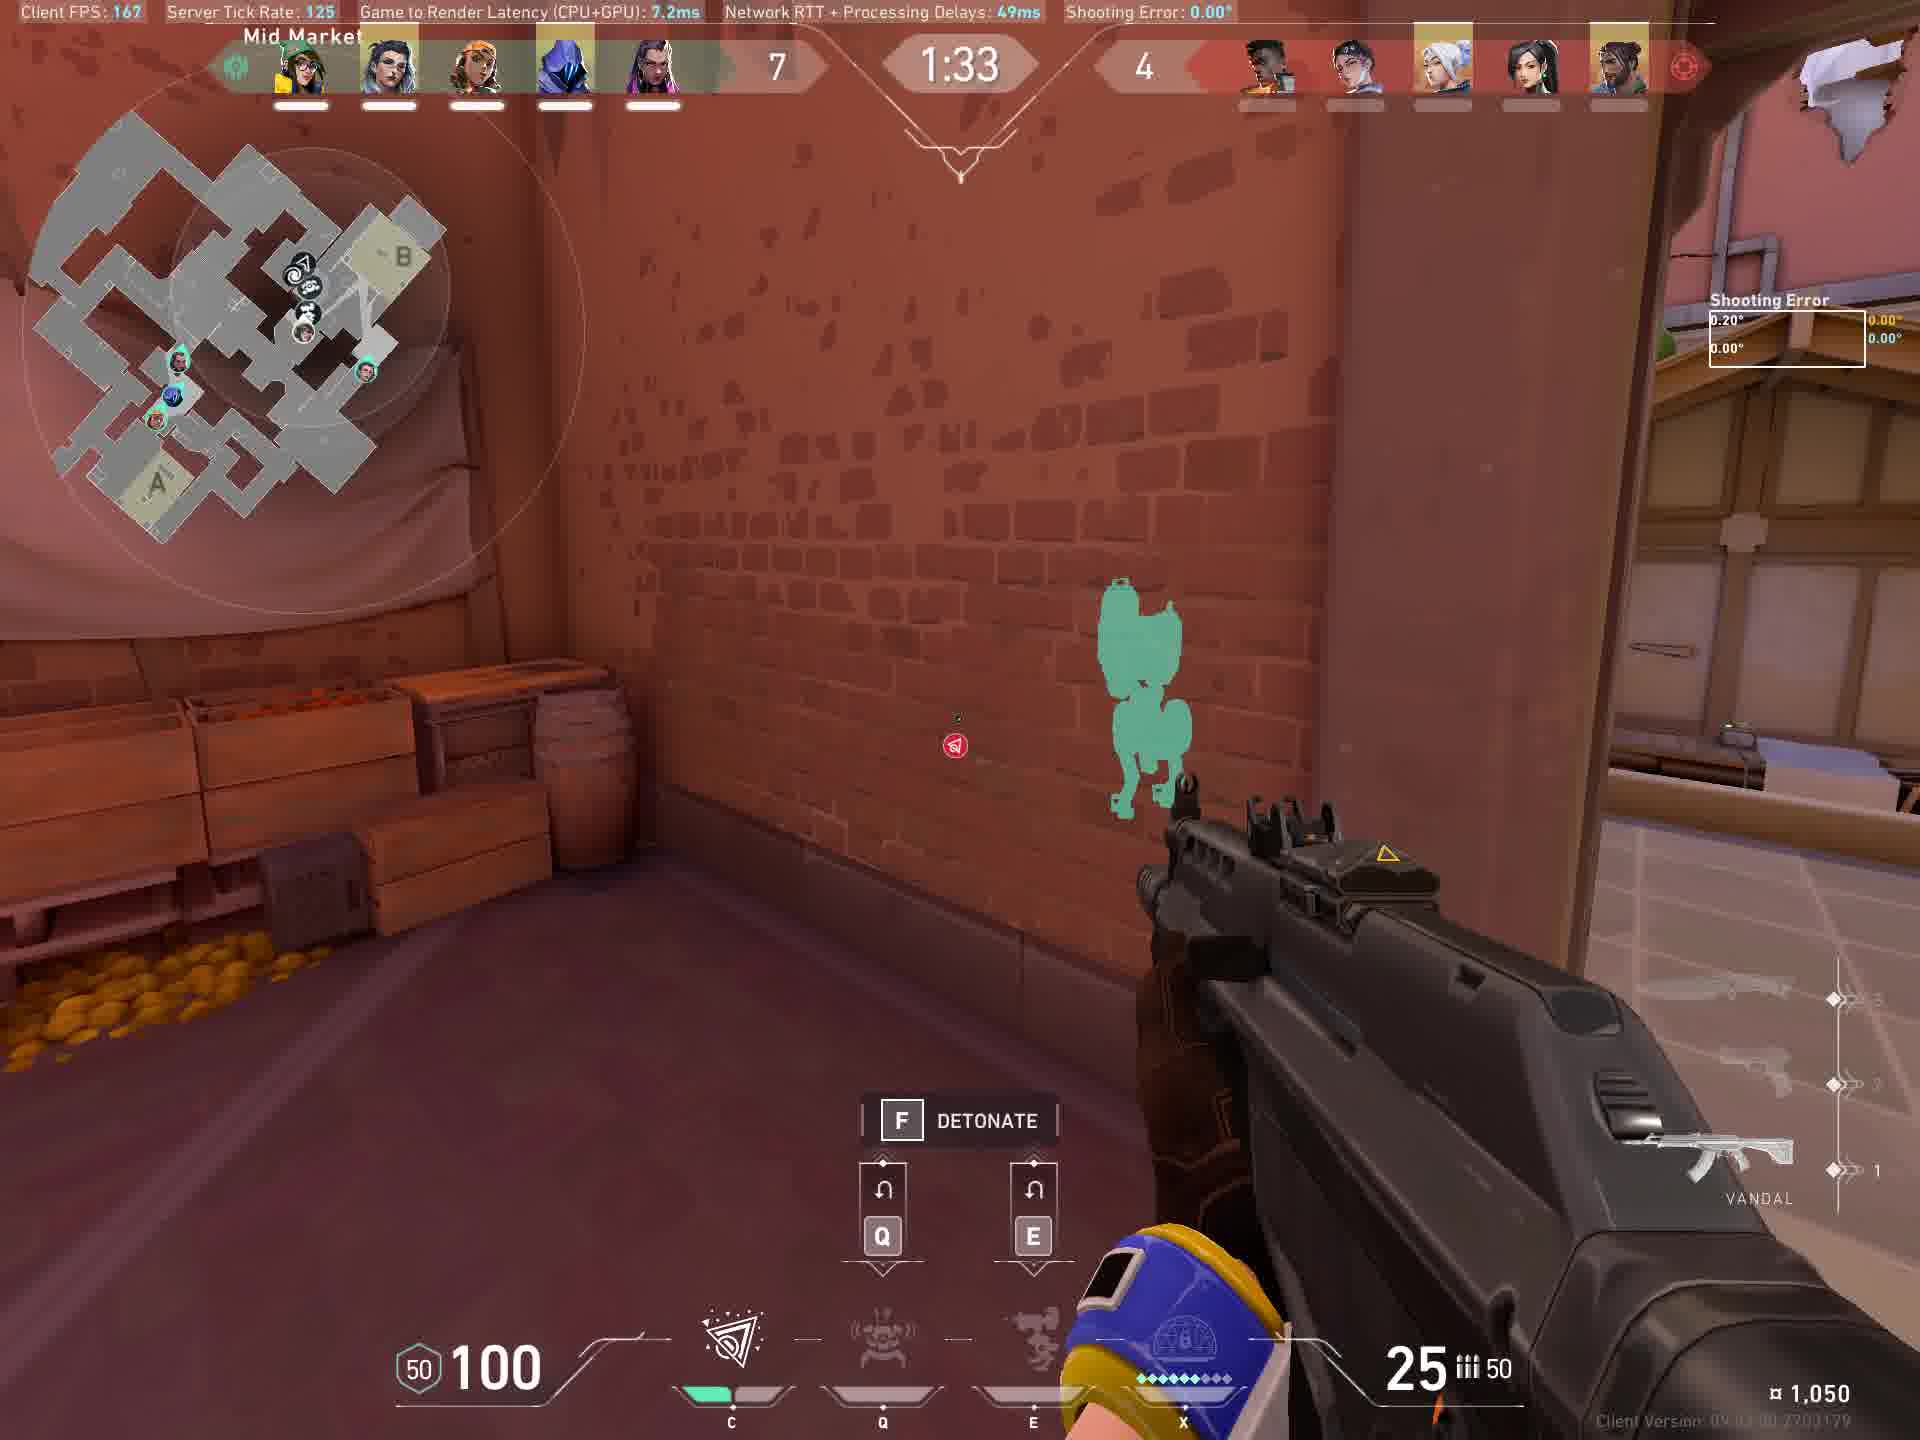 Client FPS: 167 Server Tick Rate: 125 Game to Render Latency (CPU+GPU): 7.2ms Network RTT + Processing Delays: 49ms Shooting Error: 0.00°
Mid Market
7 1:33 4
B
A
Shooting Error
0.20° 0.00°
0.00°
0.00°
3
2
1
VANDAL
F DETONATE
Q E
50 100
25 50
C Q E X
¤ 1,050